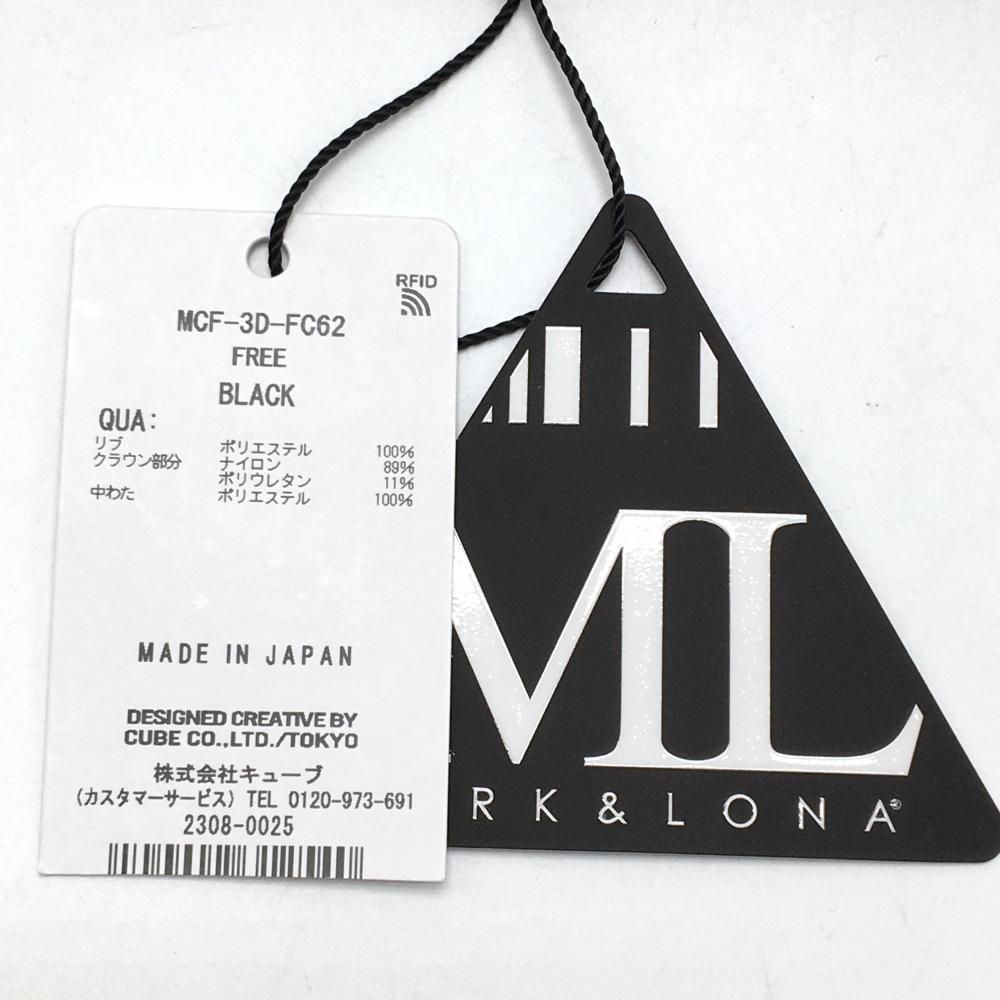 RFID
MCF-3D-FC62
FREE
BLACK
QUA:
リブ ポリエステル 100%
クラウン部分 ナイロン 89%
ポリウレタン 11%
中わた ポリエステル 100%
MADE IN JAPAN
DESIGNED CREATIVE BY
CUBE CO.,LTD./TOKYO
株式会社キューブ
(カスタマーサービス) TEL 0120-973-691
2308-0025
ML
RK & LONA®